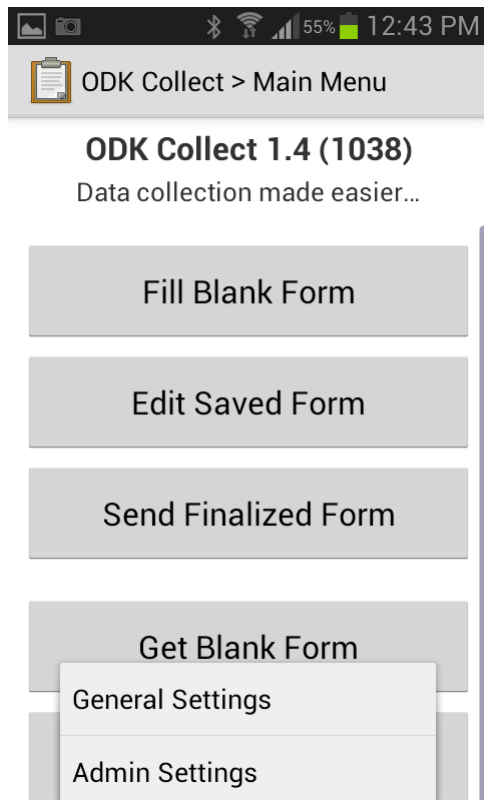 55% 12:43 PM
ODK Collect > Main Menu
ODK Collect 1.4 (1038)
Data collection made easier...
Fill Blank Form
Edit Saved Form
Send Finalized Form
Get Blank Form
General Settings
Admin Settings